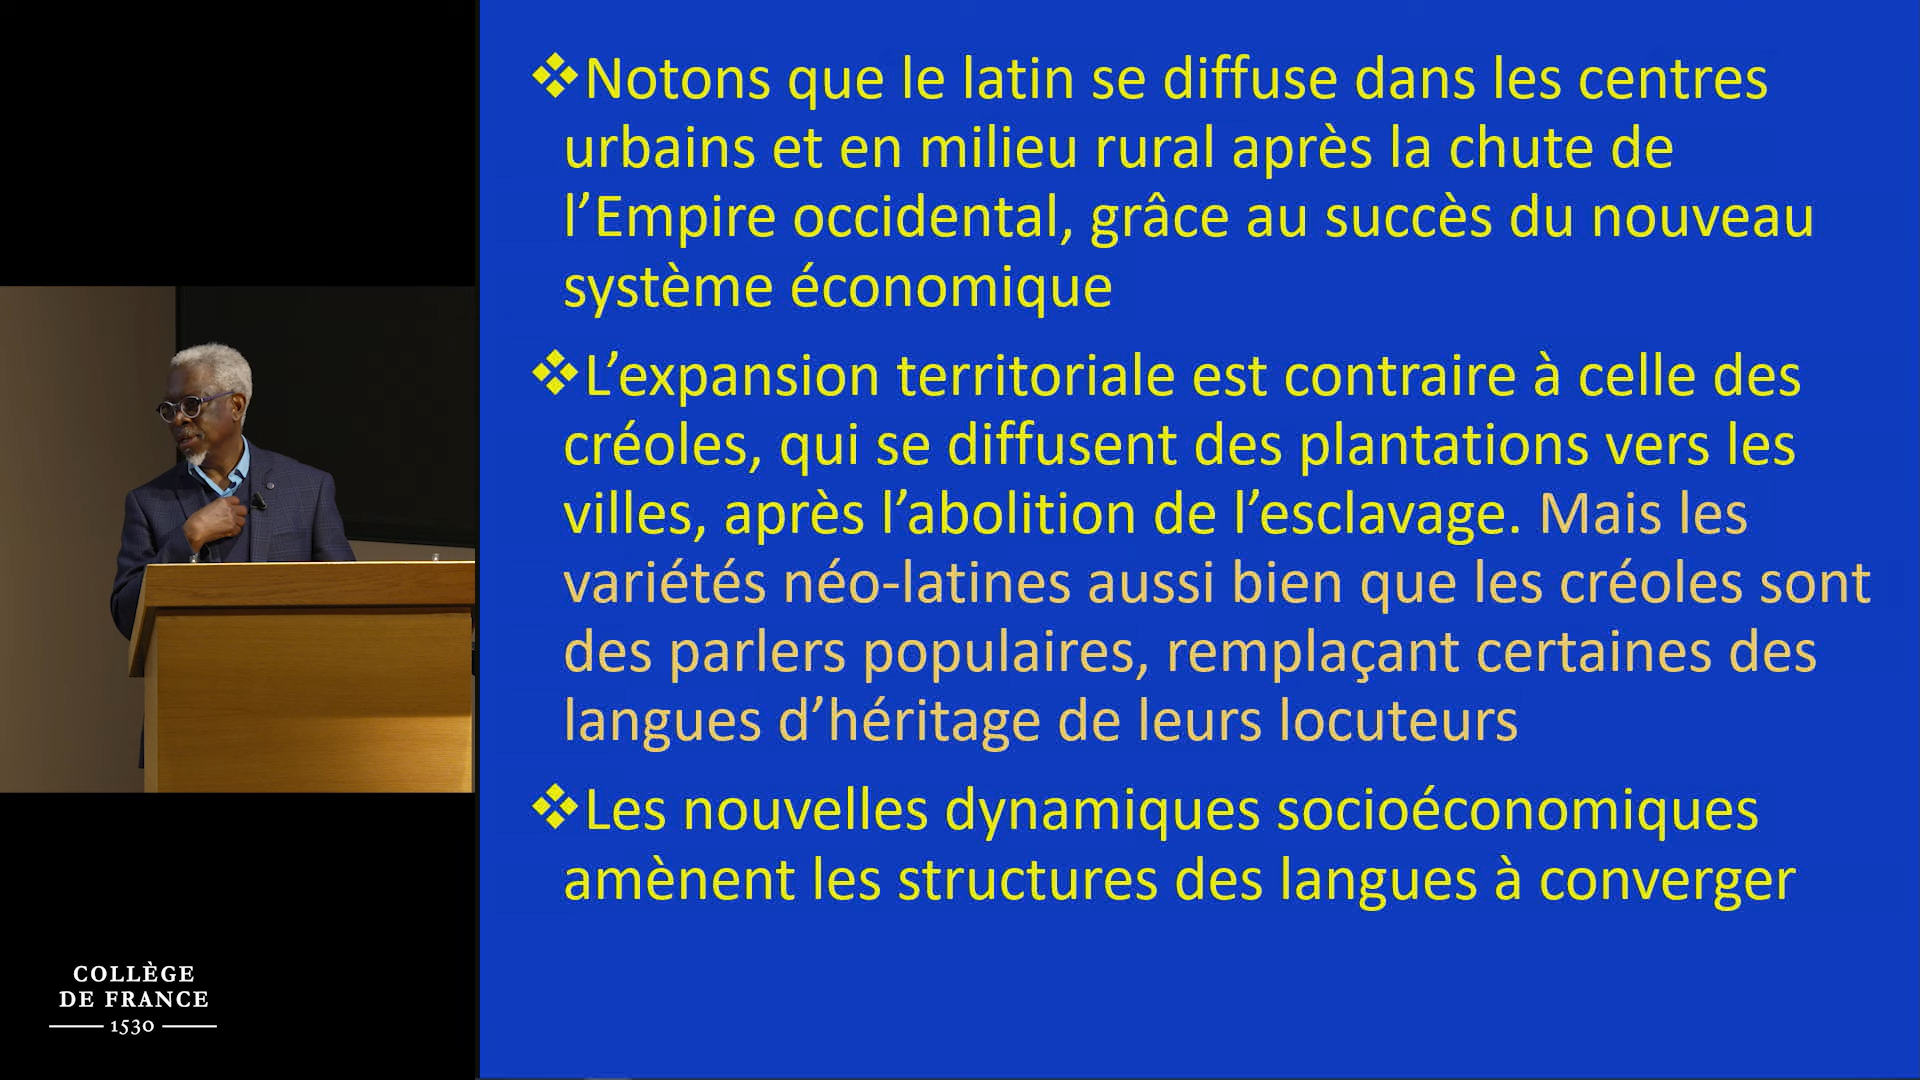 ❖Notons que le latin se diffuse dans les centres
urbains et en milieu rural après la chute de
l’Empire occidental, grâce au succès du nouveau
système économique
❖L’expansion territoriale est contraire à celle des
créoles, qui se diffusent des plantations vers les
villes, après l’abolition de l’esclavage. Mais les
variétés néo-latines aussi bien que les créoles sont
des parlers populaires, remplaçant certaines des
langues d’héritage de leurs locuteurs
❖Les nouvelles dynamiques socioéconomiques
amènent les structures des langues à converger
COLLÈGE
DE FRANCE
1530